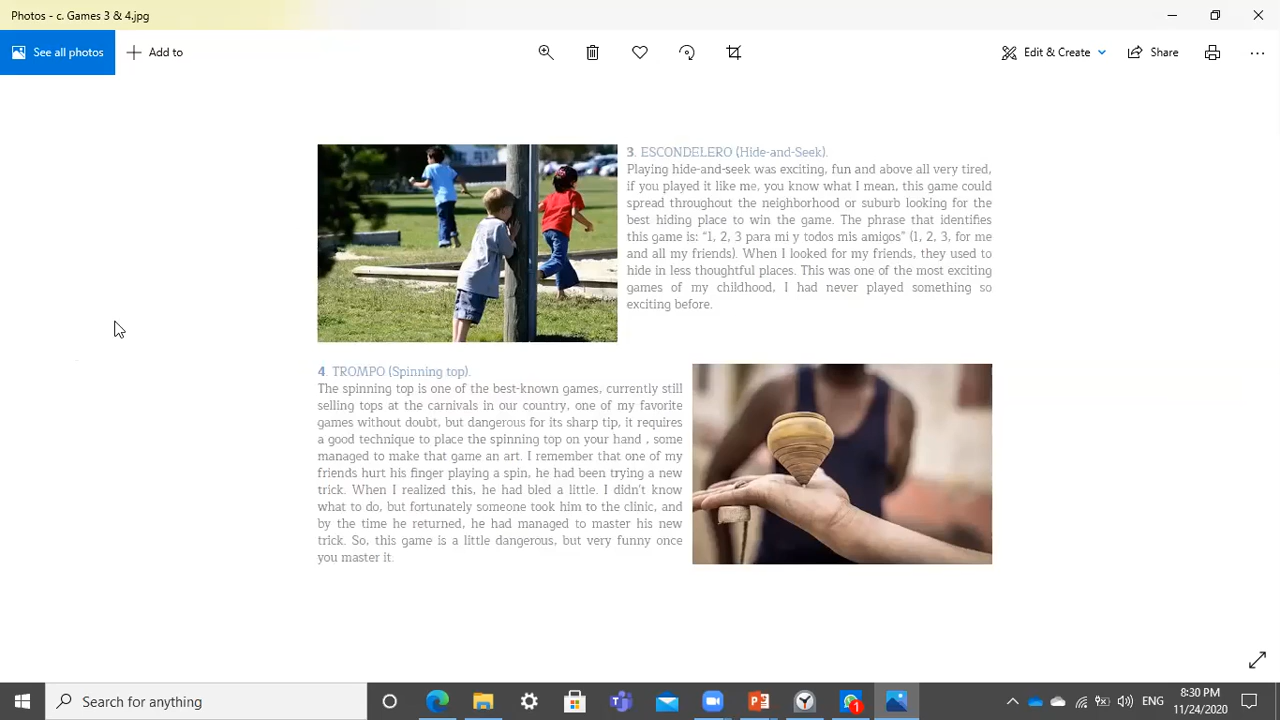 Photos - c. Games 3 & 4.jpg
See all photos
Add to
Edit & Create
Share
3. ESCONDELERO (Hide-and-Seek).
Playing hide-and-seek was exciting, fun and above all very tired,
if you played it like me, you know what I mean, this game could
spread throughout the neighborhood or suburb looking for the
best hiding place to win the game. The phrase that identifies
this game is: “1, 2, 3 para mi y todos mis amigos” (1, 2, 3, for me
and all my friends). When I looked for my friends, they used to
hide in less thoughtful places. This was one of the most exciting
games of my childhood, I had never played something so
exciting before.
4. TROMPO (Spinning top).
The spinning top is one of the best-known games, currently still
selling tops at the carnivals in our country, one of my favorite
games without doubt, but dangerous for its sharp tip, it requires
a good technique to place the spinning top on your hand , some
managed to make that game an art. I remember that one of my
friends hurt his finger playing a spin, he had been trying a new
trick. When I realized this, he had bled a little. I didn't know
what to do, but fortunately someone took him to the clinic, and
by the time he returned, he had managed to master his new
trick. So, this game is a little dangerous, but very funny once
you master it.
Search for anything
1
ENG
8:30 PM
11/24/2020